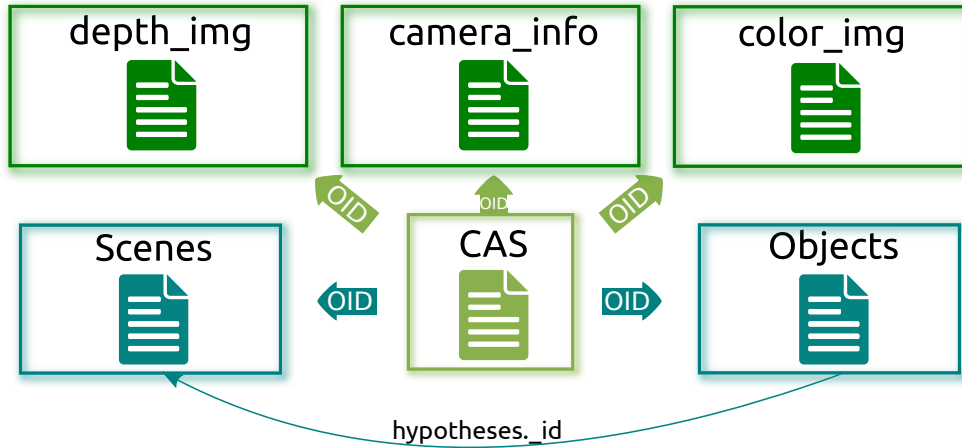 depth_img
camera_info
color_img
OID
OID
OID
Scenes
CAS
Objects
OID
OID
hypotheses._id